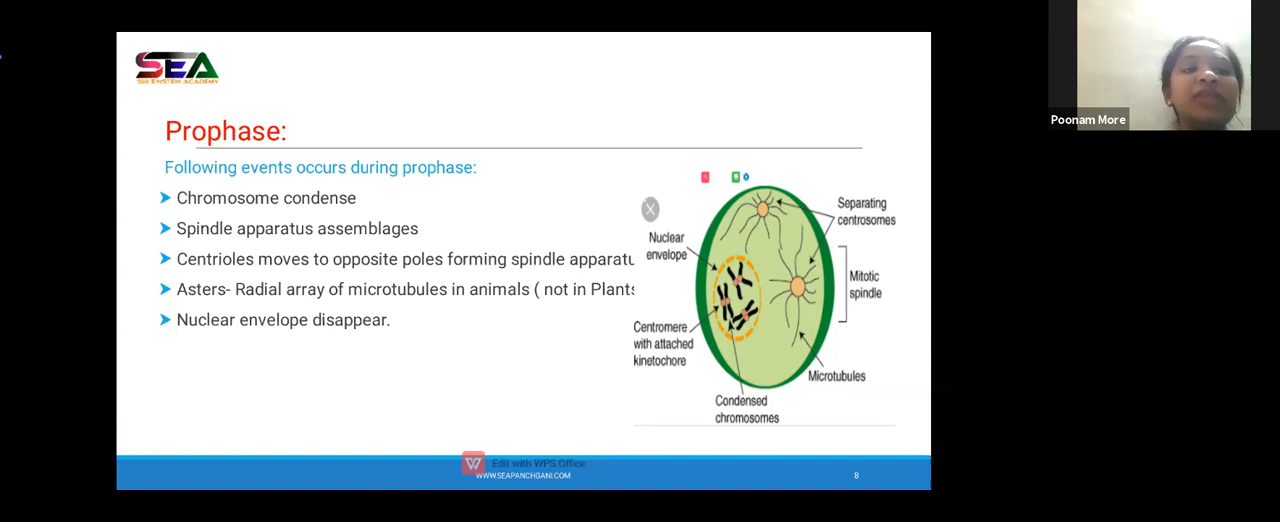 SEA
SIR EINSTEIN ACADEMY
Poonam More
Prophase:
Following events occurs during prophase:
Chromosome condense
Spindle apparatus assemblages
Centrioles moves to opposite poles forming spindle apparatu
Asters- Radial array of microtubules in animals ( not in Plants
Nuclear envelope disappear.
X
Separating
centrosomes
Nuclear
envelope
Mitotic
spindle
Centromere
with attached
kinetochore
Microtubules
Condensed
chromosomes
W Edit with WPS Office
WWW.SEAPANCHGANI.COM
8